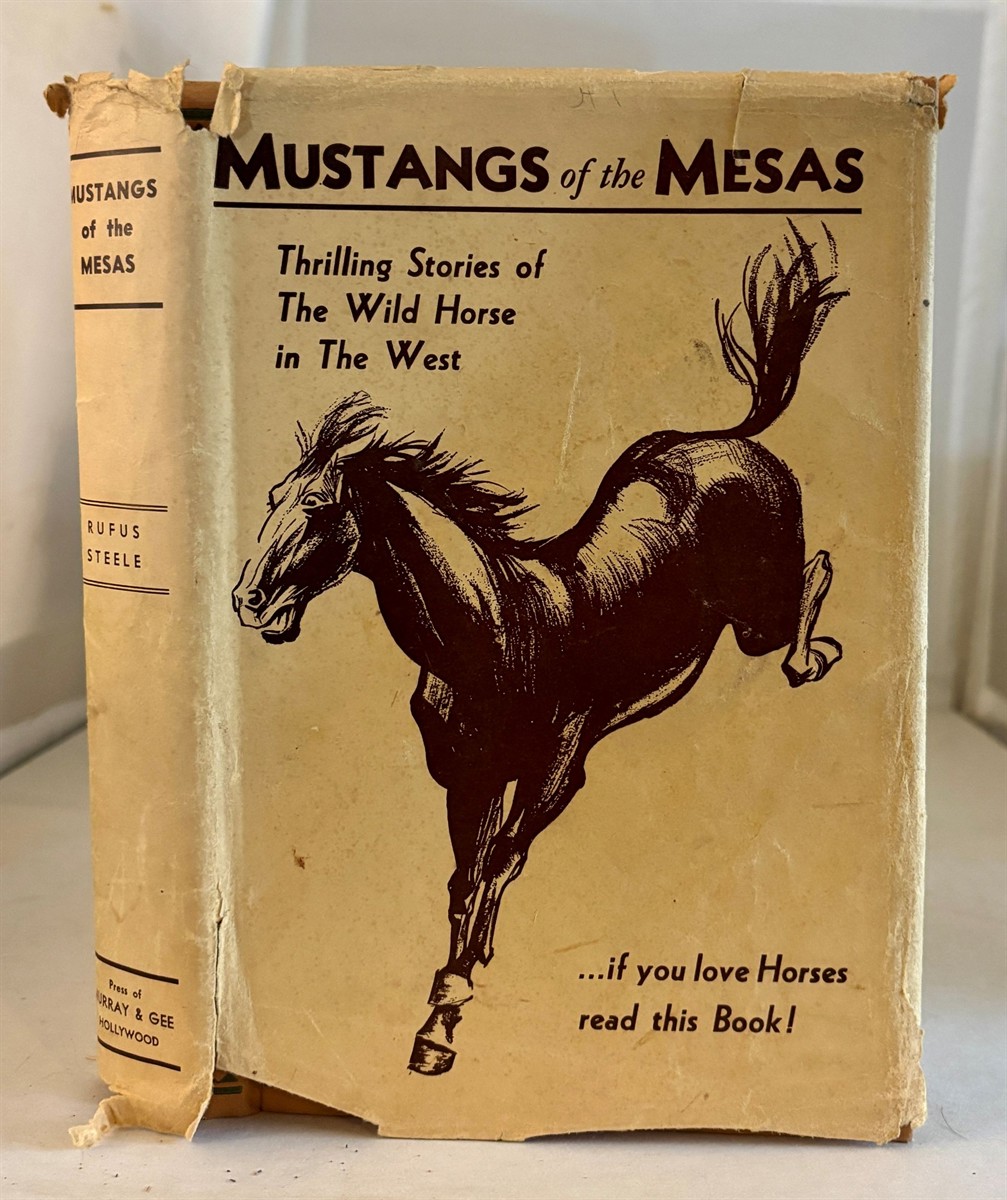 MUSTANGS of the MESAS
Thrilling Stories of
The Wild Horse
in The West
...if you love Horses
read this Book!
MUSTANGS
of the
MESAS
RUFUS
STEELE
Press of
MURRAY & GEE
HOLLYWOOD